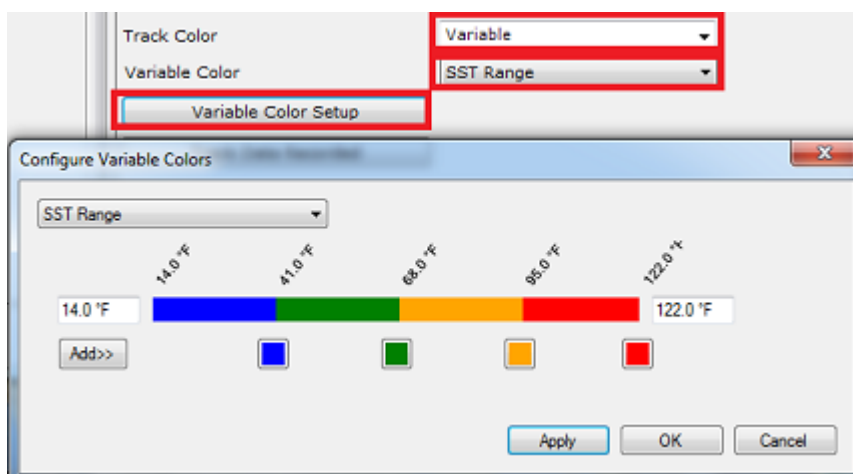 Track Color Variable
Variable Color SST Range
Variable Color Setup
Configure Variable Colors
SST Range
14.0 °F 41.0 °F 68.0 °F 95.0 °F 122.0 °F
14.0 °F 122.0 °F
Add>>
Apply OK Cancel